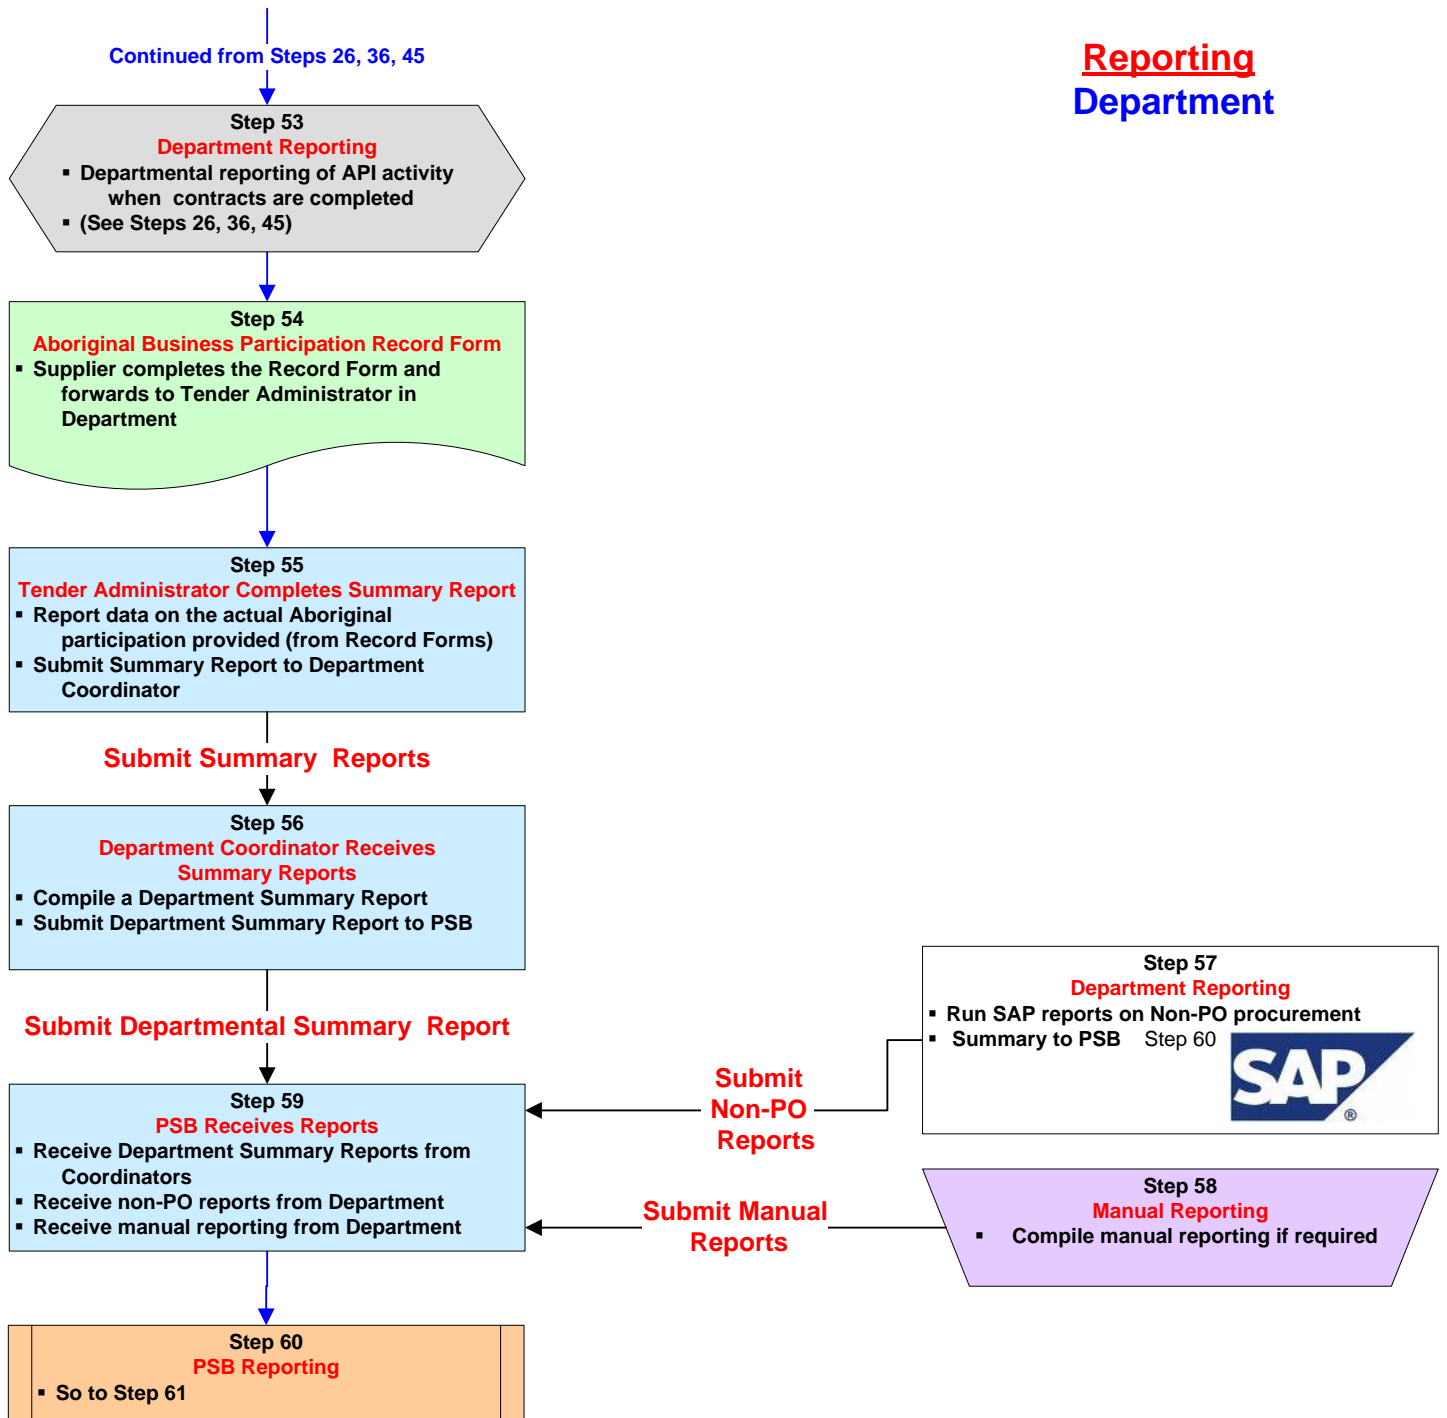 Continued from Steps 26, 36, 45
Reporting
Department
Step 53
Department Reporting
▪ Departmental reporting of API activity
when  contracts are completed
▪ (See Steps 26, 36, 45)
Step 54
Aboriginal Business Participation Record Form
▪ Supplier completes the Record Form and
forwards to Tender Administrator in
Department
Step 55
Tender Administrator Completes Summary Report
▪ Report data on the actual Aboriginal
participation provided (from Record Forms)
▪ Submit Summary Report to Department
Coordinator
Submit Summary  Reports
Step 56
Department Coordinator Receives
Summary Reports
▪ Compile a Department Summary Report
▪ Submit Department Summary Report to PSB
Submit Departmental Summary  Report
Step 57
Department Reporting
▪ Run SAP reports on Non-PO procurement
▪ Summary to PSB    Step 60
SAP
®
Submit
Non-PO
Reports
Step 58
Manual Reporting
▪ Compile manual reporting if required
Submit Manual
Reports
Step 59
PSB Receives Reports
▪ Receive Department Summary Reports from
Coordinators
▪ Receive non-PO reports from Department
▪ Receive manual reporting from Department
Step 60
PSB Reporting
▪ So to Step 61